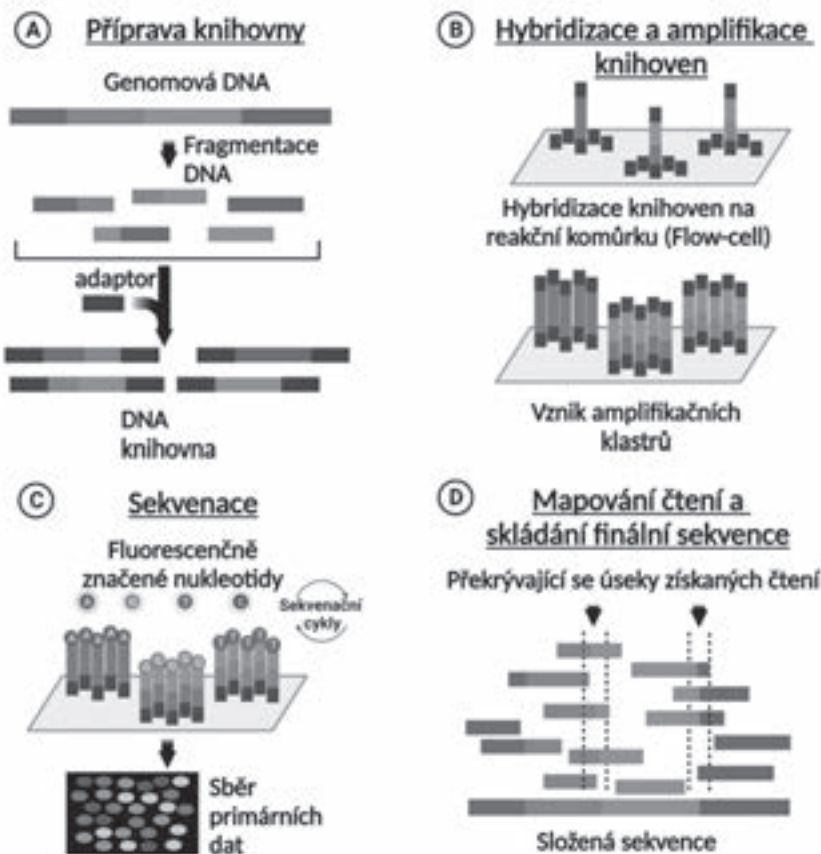 A Příprava knihovny
Genomová DNA
Fragmentace
DNA
adaptor
DNA
knihovna
B Hybridizace a amplifikace
knihoven
Hybridizace knihoven na
reakční komůrku (Flow-cell)
Vznik amplifikačních
klastrů
C Sekvenace
Fluorescenčně
značené nukleotidy
Sekvenační
cykly
Sběr
primárních
dat
D Mapování čtení a
skládání finální sekvence
Překrývající se úseky získaných čtení
Složená sekvence